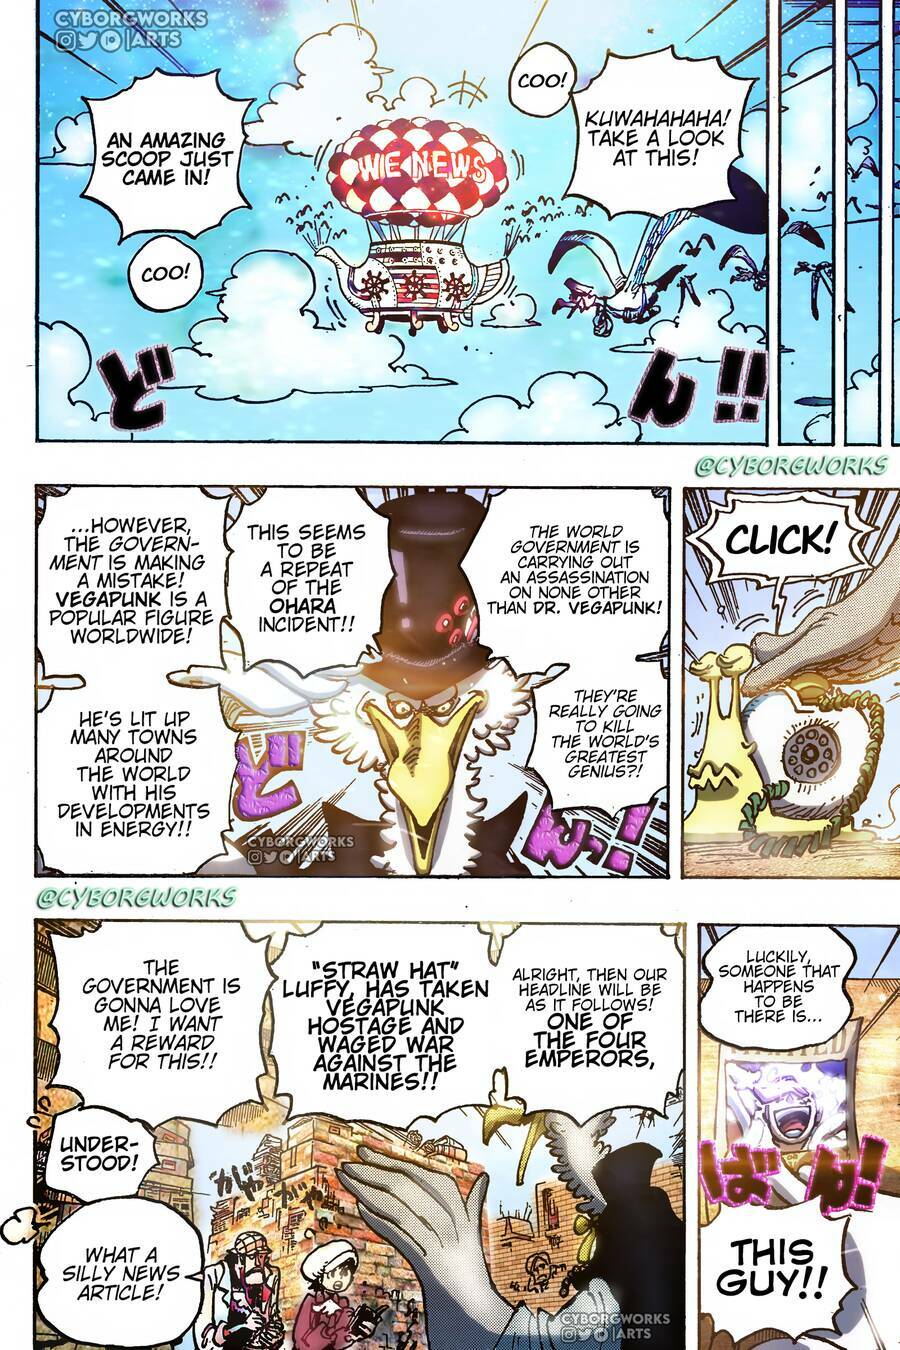 CYBORGWORKS
|ARTS
COO!
KUWAHAHAHA!
TAKE A LOOK
AT THIS!
AN AMAZING
SCOOP JUST
CAME IN!
WE NEWS
COO!
どん!!
@CYBORGWORKS
CLICK!
THE WORLD
GOVERNMENT IS
CARRYING OUT
AN ASSASSINATION
ON NONE OTHER
THAN DR. VEGAPUNK!
THIS SEEMS
TO BE
A REPEAT
OF THE
OHARA
INCIDENT!!
...HOWEVER,
THE GOVERN-
MENT IS MAKING
A MISTAKE!
VEGAPUNK IS A
POPULAR FIGURE
WORLDWIDE!
THEY'RE
REALLY GOING
TO KILL
THE WORLD'S
GREATEST
GENIUS?!
HE'S LIT UP
MANY TOWNS
AROUND
THE WORLD
WITH HIS
DEVELOPMENTS
IN ENERGY!!
どんっ!
CYBORGWORKS
|ARTS
@CYBORGWORKS
LUCKILY,
SOMEONE THAT
HAPPENS
TO BE
THERE IS...
WANTED
ばん!
THIS
GUY!!
ALRIGHT, THEN OUR
HEADLINE WILL BE
AS IT FOLLOWS!
ONE OF
THE FOUR
EMPERORS,
"STRAW HAT"
LUFFY, HAS TAKEN
VEGAPUNK
HOSTAGE AND
WAGED WAR
AGAINST THE
MARINES!!
THE
GOVERNMENT IS
GONNA LOVE
ME! I WANT
A REWARD
FOR THIS!!
UNDER-
STOOD!
WHAT A
SILLY NEWS
ARTICLE!
CYBORGWORKS
|ARTS